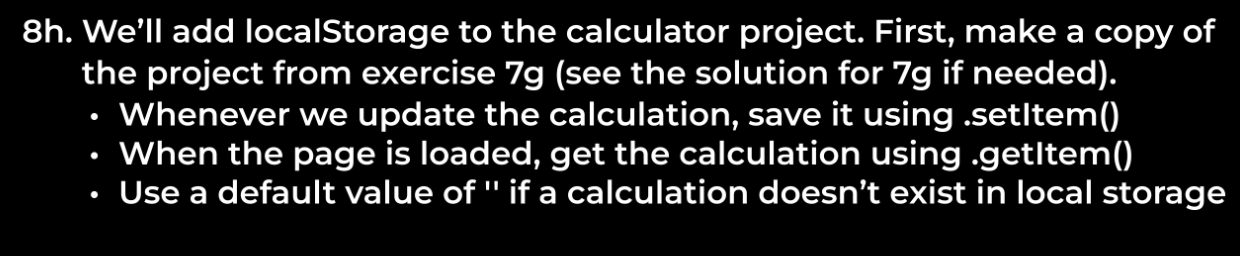 8h. We’ll add localStorage to the calculator project. First, make a copy of
the project from exercise 7g (see the solution for 7g if needed).
• Whenever we update the calculation, save it using .setItem()
• When the page is loaded, get the calculation using .getItem()
• Use a default value of '' if a calculation doesn’t exist in local storage